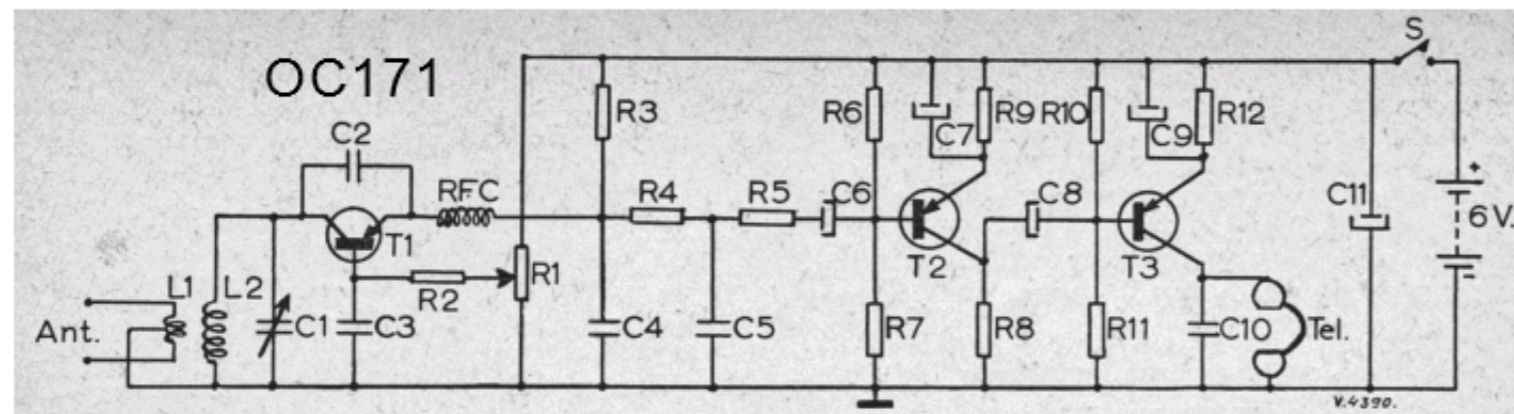 S
OC171
R3
R6
C7
R9
R10
C9
R12
C2
RFC
R4
R5
C6
C8
C11
+
6V.
-
T1
T2
T3
L1
L2
R2
R1
Ant.
C1
C3
C4
C5
R7
R8
R11
C10
Tel.
V.4390.